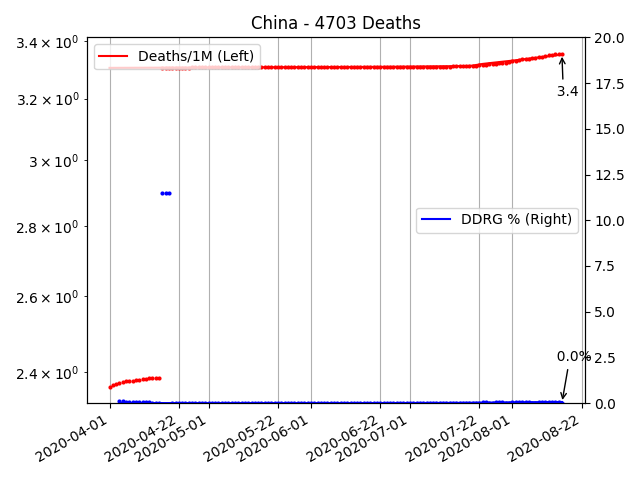 China - 4703 Deaths
3.4 × 10⁰
3.2 × 10⁰
3 × 10⁰
2.8 × 10⁰
2.6 × 10⁰
2.4 × 10⁰
Deaths/1M (Left)
3.4
DDRG % (Right)
0.0%
20.0
17.5
15.0
12.5
10.0
7.5
5.0
2.5
0.0
2020-04-01
2020-04-22
2020-05-01
2020-05-22
2020-06-01
2020-06-22
2020-07-01
2020-07-22
2020-08-01
2020-08-22